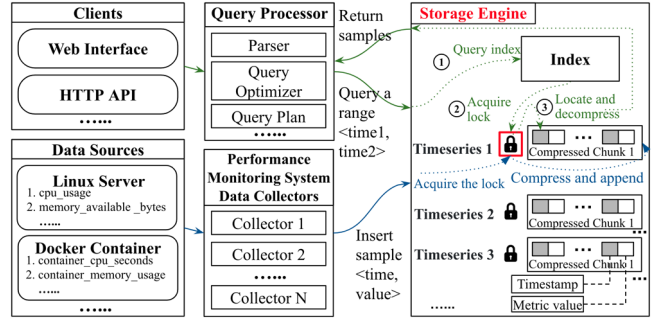 Clients
Web Interface
HTTP API
......
Data Sources
Linux Server
1. cpu_usage
2. memory_available _bytes
......
Docker Container
1. container_cpu_seconds
2. container_memory_usage
......
......
Query Processor
Parser
Query
Optimizer
Query Plan
......
Performance
Monitoring System
Data Collectors
Collector 1
Collector 2
......
Collector N
Return
samples
Query a
range
<time1,
time2>
Insert
sample
<time,
value>
Storage Engine
1 Query index
Index
2 Acquire
lock
3 Locate and
decompress
Timeseries 1
...
Compressed Chunk 1
Acquire the lock
Compress and append
Timeseries 2
...
Compressed Chunk 1
...
Timeseries 3
...
Compressed Chunk 1
...
Timestamp
Metric value
......